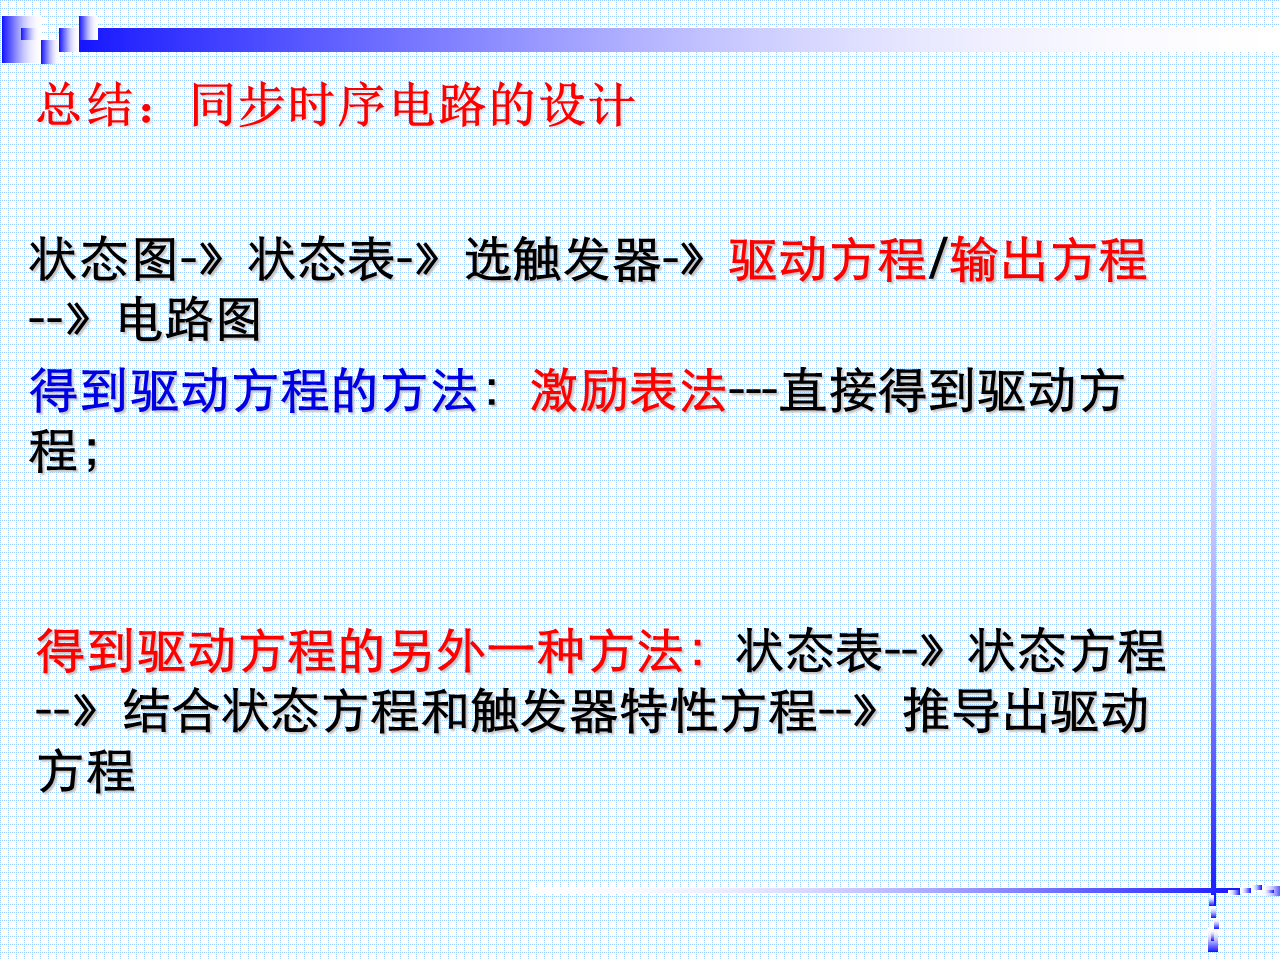 总结：同步时序电路的设计
状态图-》状态表-》选触发器-》驱动方程/输出方程
--》电路图
得到驱动方程的方法：激励表法---直接得到驱动方
程；
得到驱动方程的另外一种方法：状态表--》状态方程
--》结合状态方程和触发器特性方程--》推导出驱动
方程